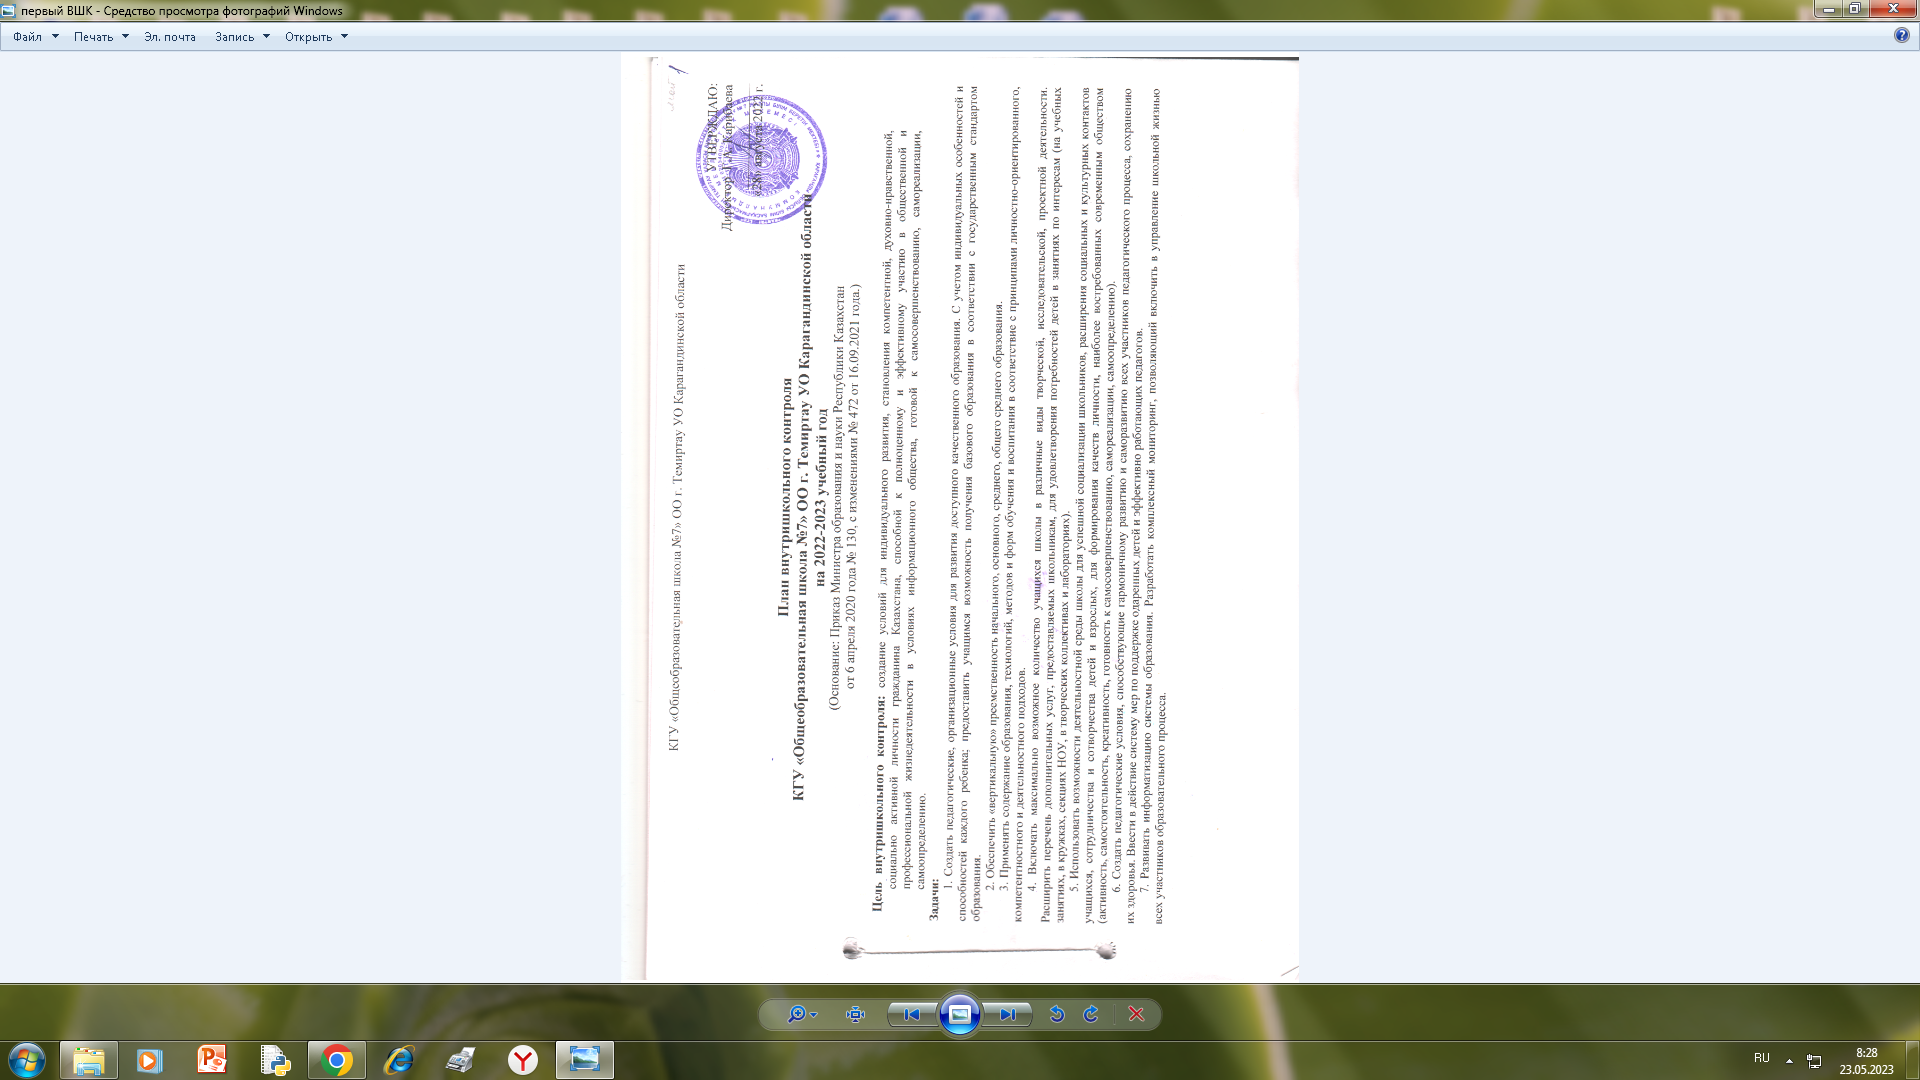 первый ВШК - Средство просмотра фотографий Windows
Файл Печать Эл. почта Запись Открыть
КГУ «Общеобразовательная школа №7» ОО г. Темиртау УО Карагандинской области
УТВЕРЖДАЮ:
Директор
«28» августа 2022 г.
План внутришкольного контроля
КГУ «Общеобразовательная школа №7» ОО г. Темиртау УО Карагандинской области
на 2022-2023 учебный год
(Основание: Приказ Министра образования и науки Республики Казахстан
от 6 апреля 2020 года № 130, с изменениями № 472 от 16.09.2021 года.)
Цель внутришкольного контроля: создание условий для индивидуального развития, становления компетентной, духовно-нравственной,
социально активной личности гражданина Казахстана, способной к полноценному и эффективному участию в общественной и
профессиональной жизнедеятельности в условиях информационного общества, готовой к самосовершенствованию, самореализации,
самоопределению.
Задачи:
1. Создать педагогические, организационные условия для развития доступного качественного образования. С учетом индивидуальных особенностей и
способностей каждого ребенка; предоставить учащимся возможность получения базового образования в соответствии с государственным стандартом
образования.
2. Обеспечить «вертикальную» преемственность начального, основного, среднего, общего среднего образования.
3. Применять содержание образования, технологий, методов и форм обучения и воспитания в соответствие с принципами личностно-ориентированного,
компетентностного и деятельностного подходов.
4. Включать максимально возможное количество учащихся школы в различные виды творческой, исследовательской, проектной деятельности.
Расширить перечень дополнительных услуг, предоставляемых школьникам, для удовлетворения потребностей детей в занятиях по интересам (на учебных
занятиях, в кружках, секциях НОУ, в творческих коллективах и лабораториях).
5. Использовать возможности деятельностной среды школы для успешной социализации школьников, расширения социальных и культурных контактов
учащихся, сотрудничества и сотворчества детей и взрослых, для формирования качеств личности, наиболее востребованных современным обществом
(активность, самостоятельность, креативность, готовность к самосовершенствованию, самореализации, самоопределению).
6. Создать педагогические условия, способствующие гармоничному развитию и саморазвитию всех участников педагогического процесса, сохранению
их здоровья. Ввести в действие систему мер по поддержке одаренных детей и эффективно работающих педагогов.
7. Развивать информатизацию системы образования. Разработать комплексный мониторинг, позволяющий включить в управление школьной жизнью
всех участников образовательного процесса.
RU
8:28
23.05.2023